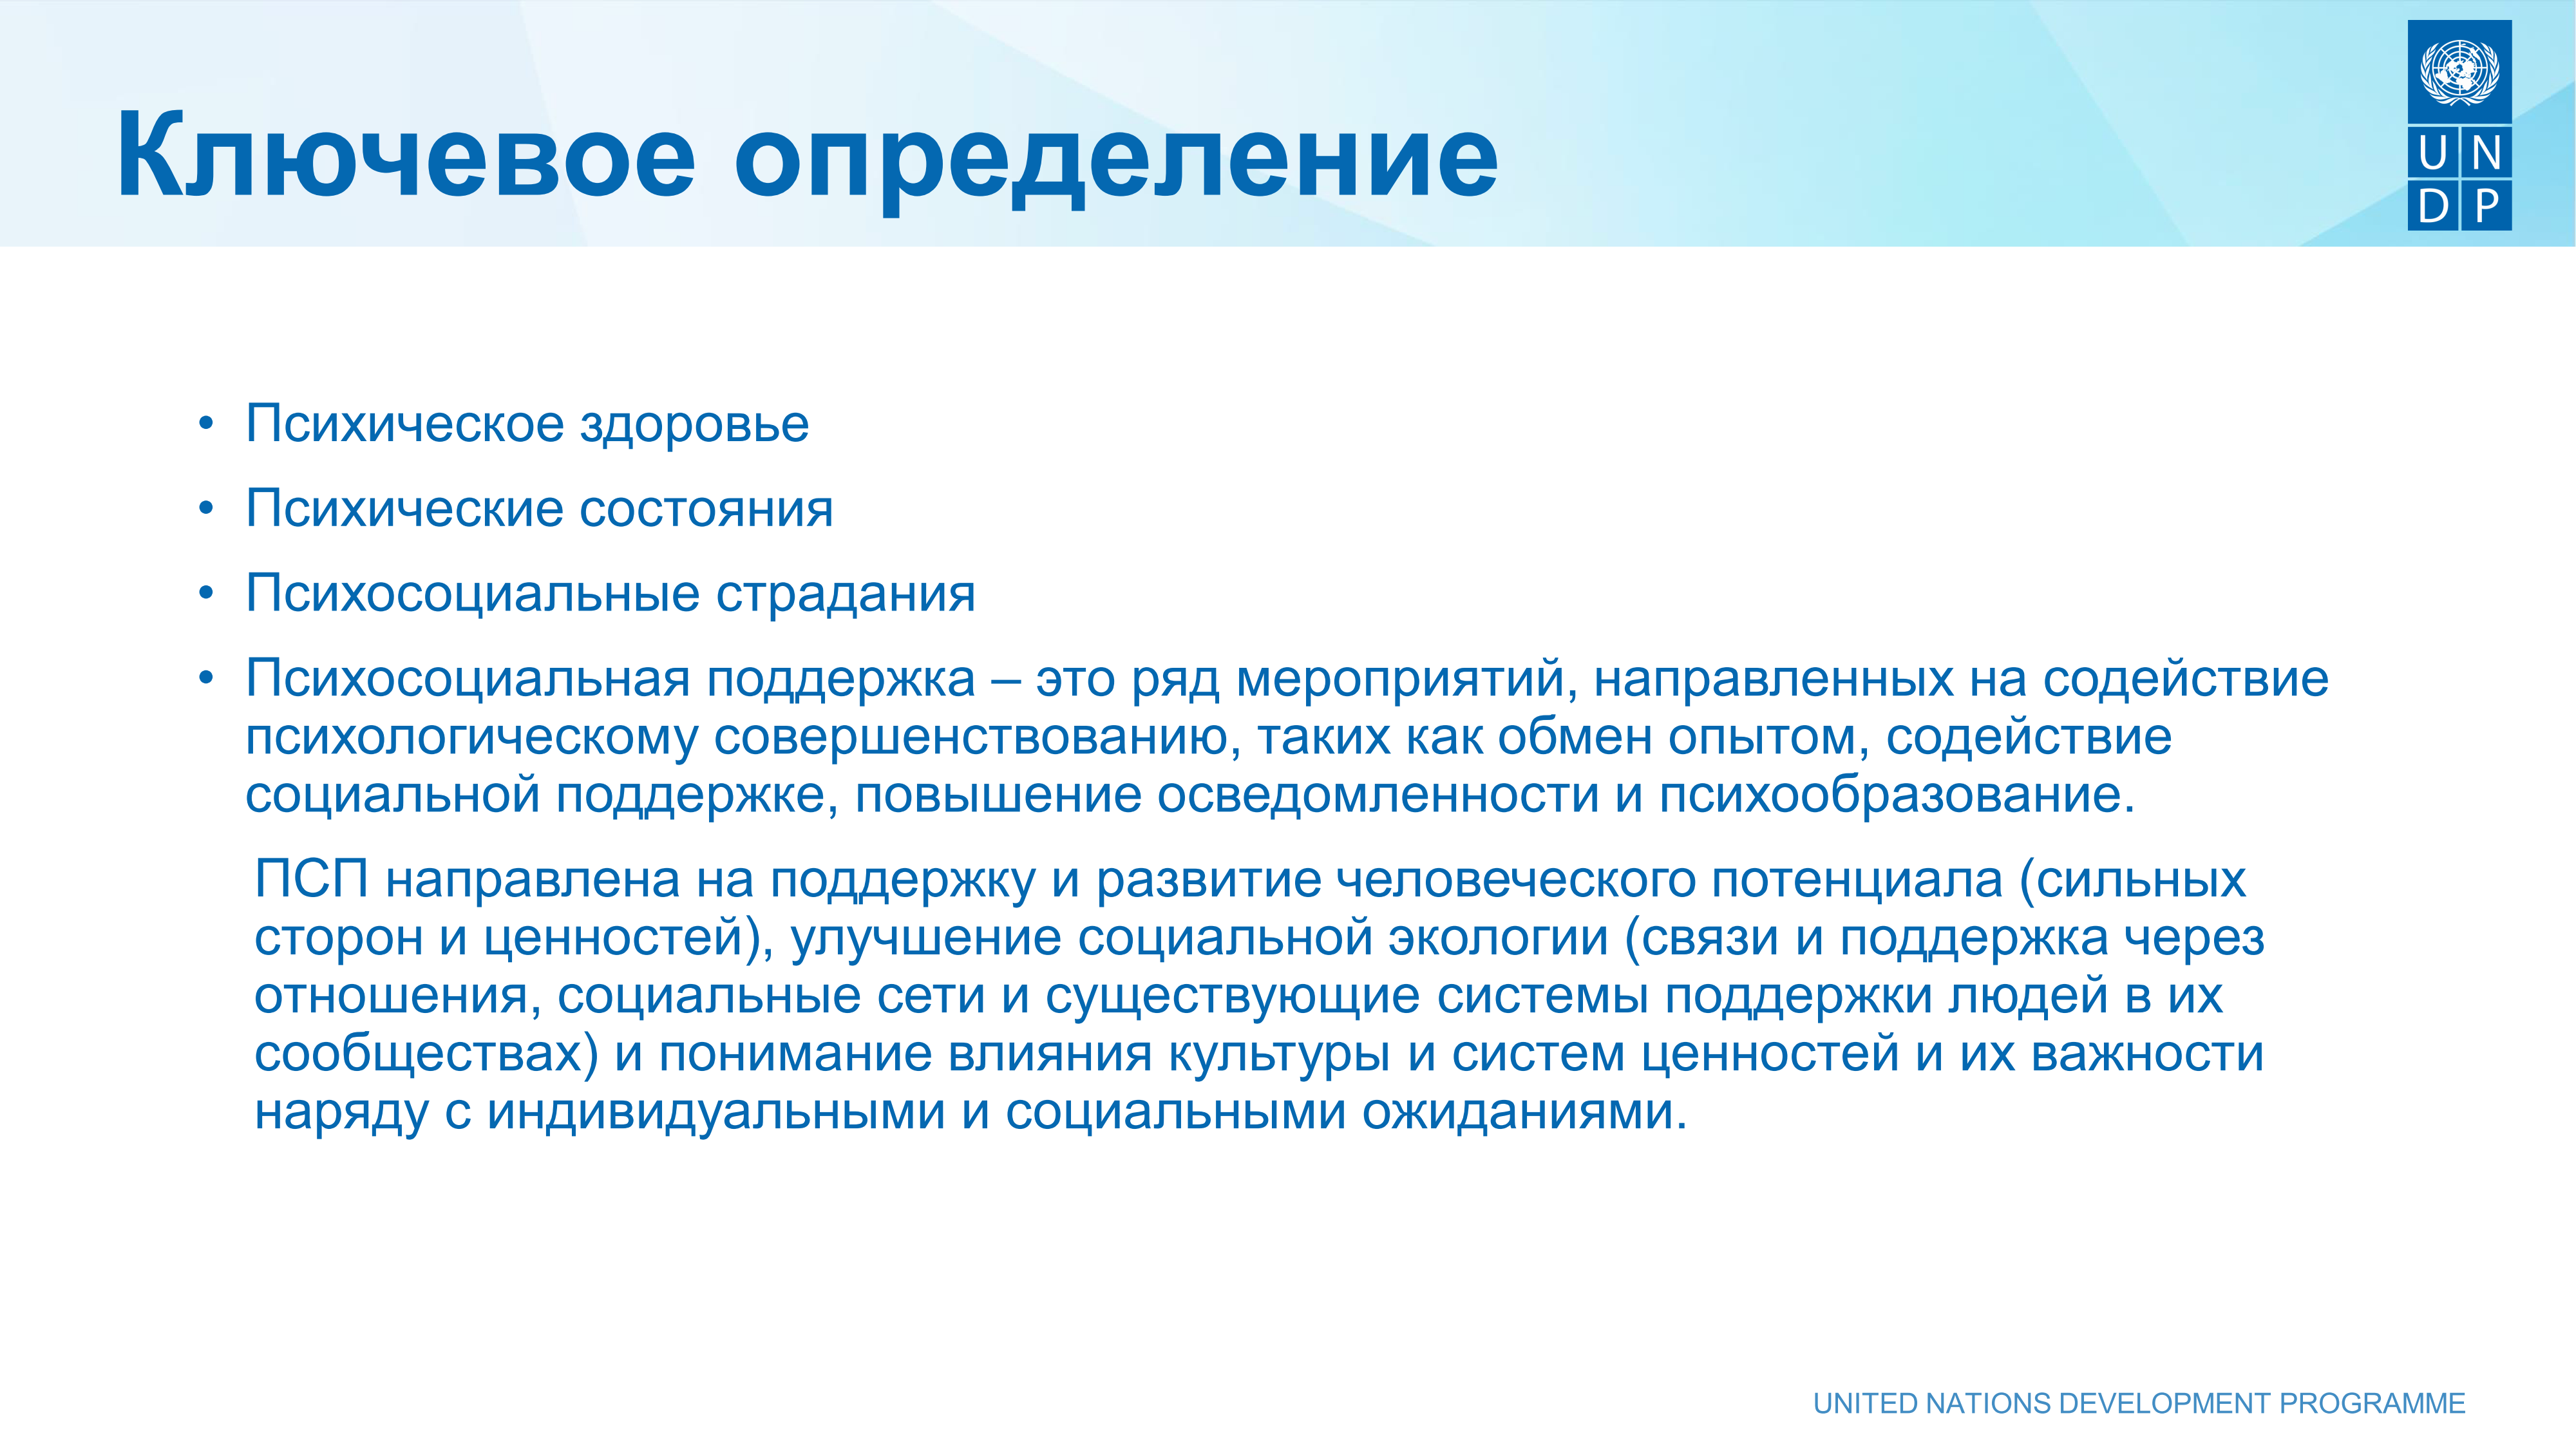 Ключевое определение
U N
D P
• Психическое здоровье
• Психические состояния
• Психосоциальные страдания
• Психосоциальная поддержка – это ряд мероприятий, направленных на содействие
психологическому совершенствованию, таких как обмен опытом, содействие
социальной поддержке, повышение осведомленности и психообразование.
ПСП направлена на поддержку и развитие человеческого потенциала (сильных
сторон и ценностей), улучшение социальной экологии (связи и поддержка через
отношения, социальные сети и существующие системы поддержки людей в их
сообществах) и понимание влияния культуры и систем ценностей и их важности
наряду с индивидуальными и социальными ожиданиями.
UNITED NATIONS DEVELOPMENT PROGRAMME